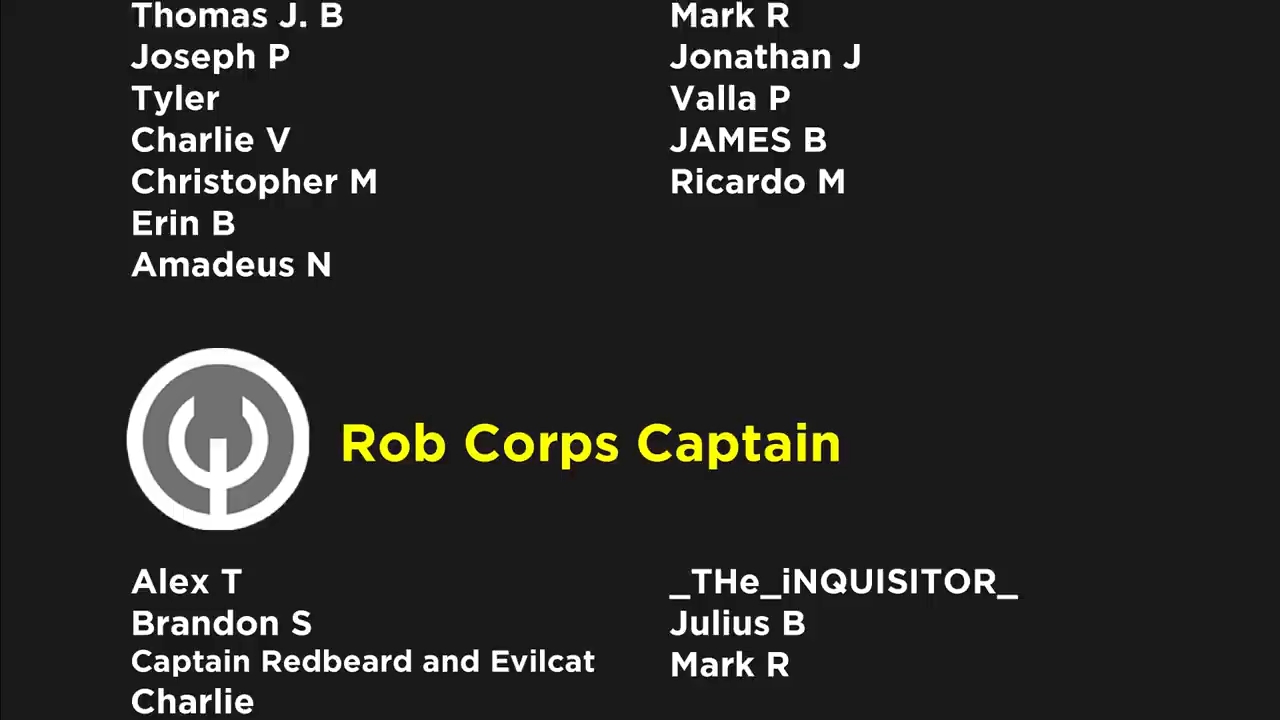 Thomas J. B
Joseph P
Tyler
Charlie V
Christopher M
Erin B
Amadeus N
Mark R
Jonathan J
Valla P
JAMES B
Ricardo M
Rob Corps Captain
Alex T
Brandon S
Captain Redbeard and Evilcat
Charlie
_THe_iNQUISITOR_
Julius B
Mark R